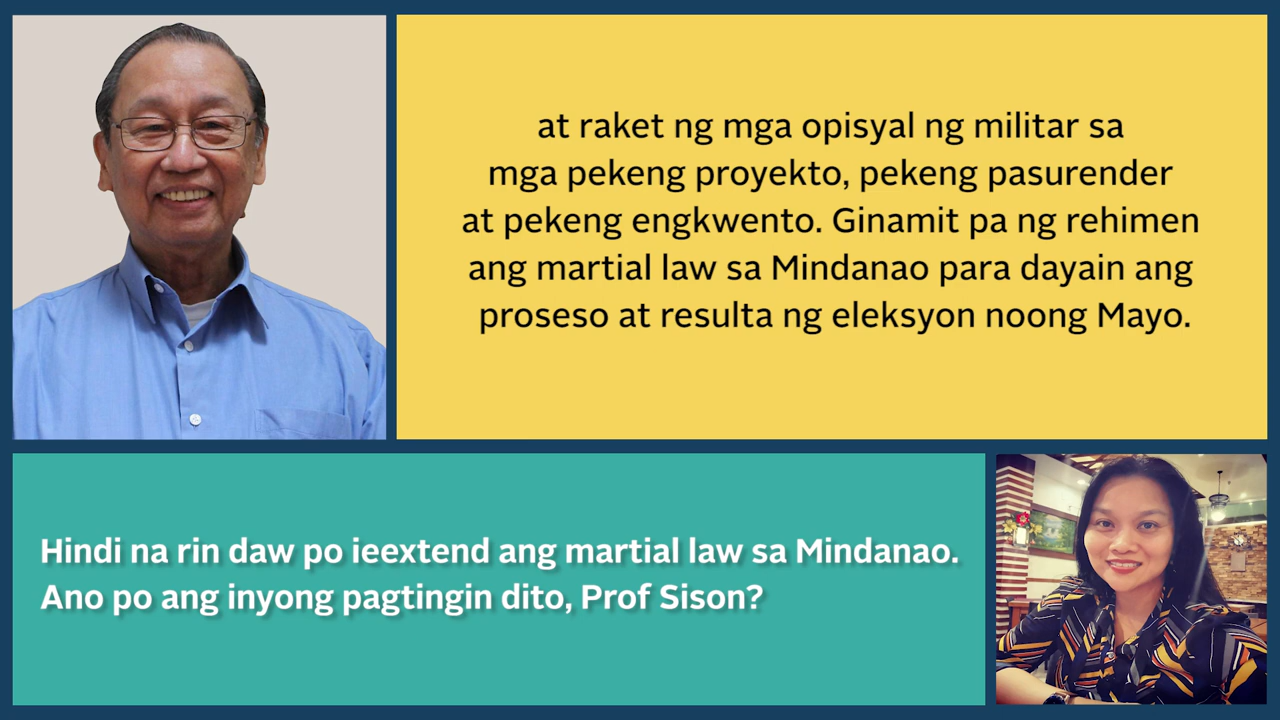 at raket ng mga opisyal ng militar sa
mga pekeng proyekto, pekeng pasurender
at pekeng engkwento. Ginamit pa ng rehimen
ang martial law sa Mindanao para dayain ang
proseso at resulta ng eleksyon noong Mayo.
Hindi na rin daw po ieextend ang martial law sa Mindanao.
Ano po ang inyong pagtingin dito, Prof Sison?